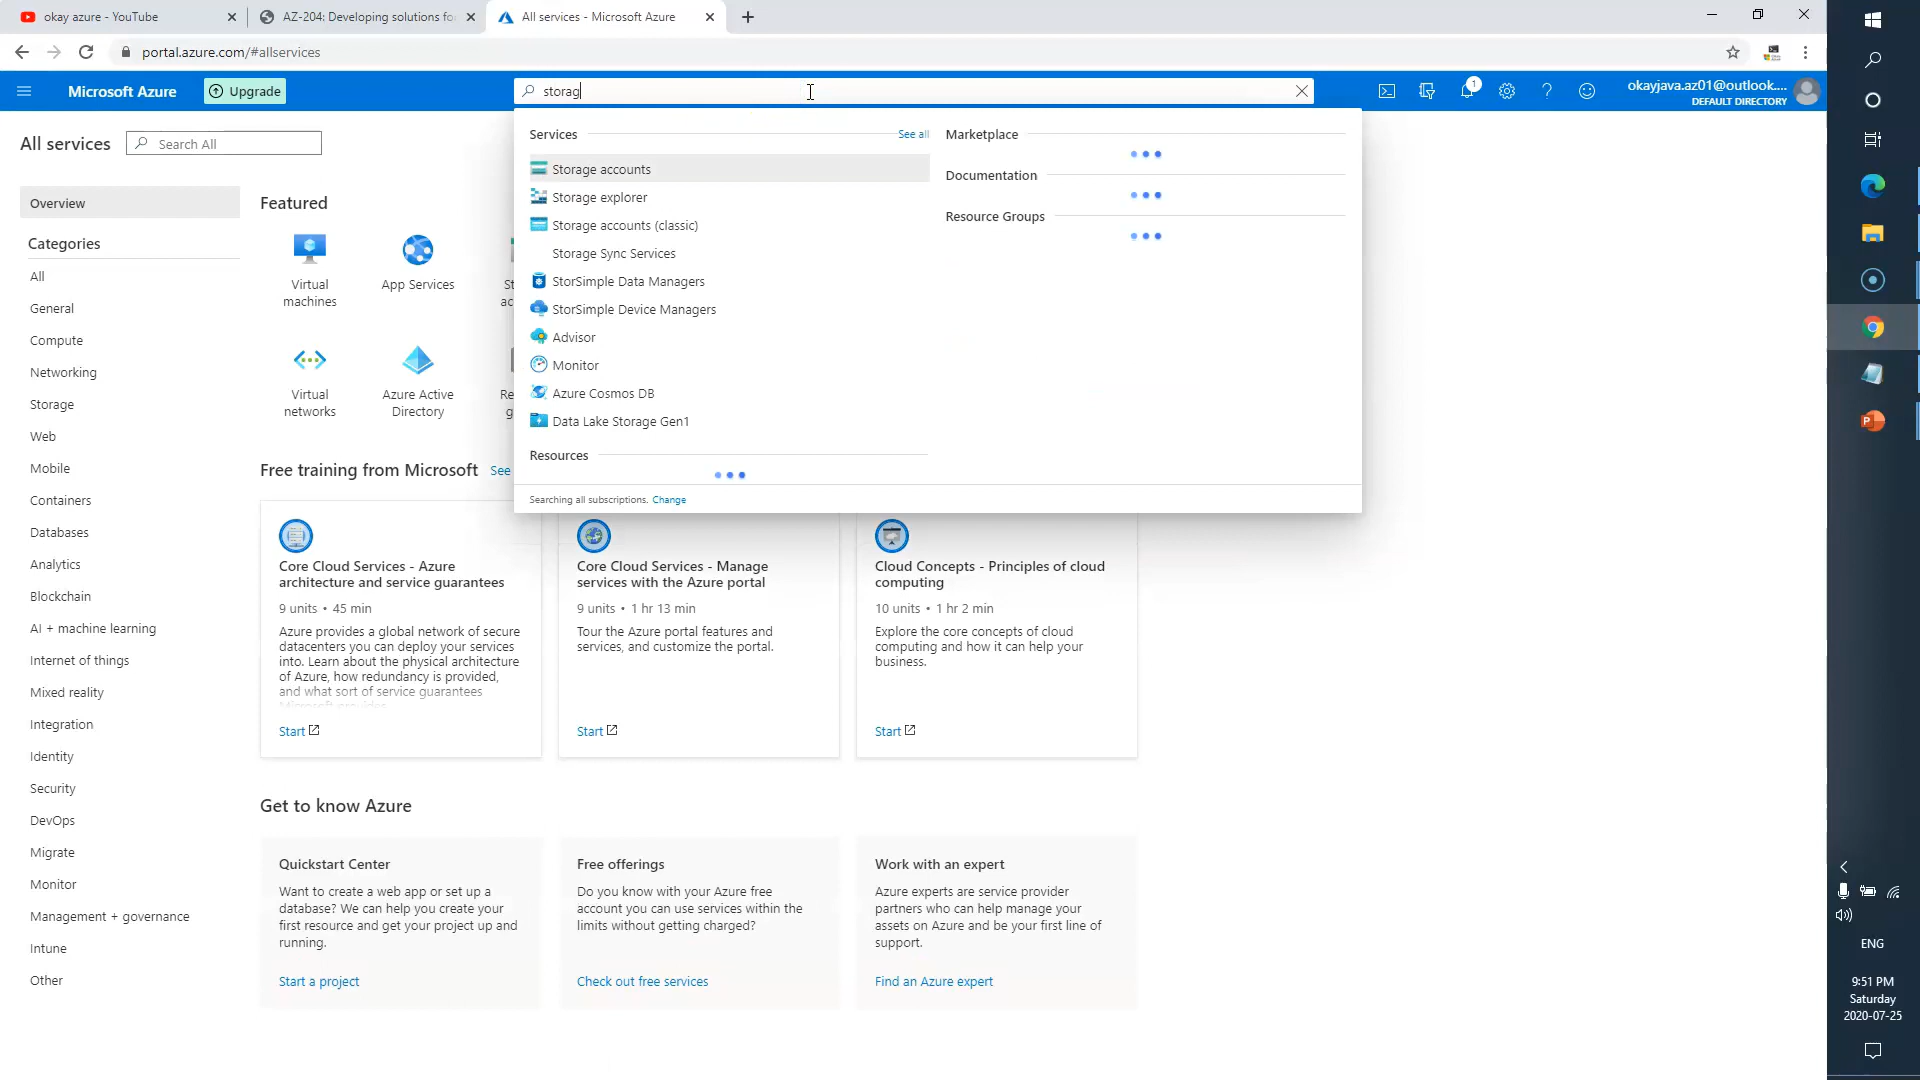 okay azure - YouTube
AZ-204: Developing solutions fo
All services - Microsoft Azure
portal.azure.com/#allservices
Microsoft Azure
Upgrade
storag
1
okayjava.az01@outlook....
DEFAULT DIRECTORY
All services
Search All
Services
See all
Storage accounts
Storage explorer
Storage accounts (classic)
Storage Sync Services
StorSimple Data Managers
StorSimple Device Managers
Advisor
Monitor
Azure Cosmos DB
Data Lake Storage Gen1
Resources
Searching all subscriptions. Change
Marketplace
Documentation
Resource Groups
Overview
Categories
All
General
Compute
Networking
Storage
Web
Mobile
Containers
Databases
Analytics
Blockchain
AI + machine learning
Internet of things
Mixed reality
Integration
Identity
Security
DevOps
Migrate
Monitor
Management + governance
Intune
Other
Featured
Virtual
machines
App Services
St
ac
Virtual
networks
Azure Active
Directory
Re
g
Free training from Microsoft
See
Core Cloud Services - Azure
architecture and service guarantees
9 units • 45 min
Azure provides a global network of secure
datacenters you can deploy your services
into. Learn about the physical architecture
of Azure, how redundancy is provided,
and what sort of service guarantees
Microsoft provides.
Start
Core Cloud Services - Manage
services with the Azure portal
9 units • 1 hr 13 min
Tour the Azure portal features and
services, and customize the portal.
Start
Cloud Concepts - Principles of cloud
computing
10 units • 1 hr 2 min
Explore the core concepts of cloud
computing and how it can help your
business.
Start
Get to know Azure
Quickstart Center
Want to create a web app or set up a
database? We can help you create your
first resource and get your project up and
running.
Start a project
Free offerings
Do you know with your Azure free
account you can use services within the
limits without getting charged?
Check out free services
Work with an expert
Azure experts are service provider
partners who can help manage your
assets on Azure and be your first line of
support.
Find an Azure expert
ENG
9:51 PM
Saturday
2020-07-25